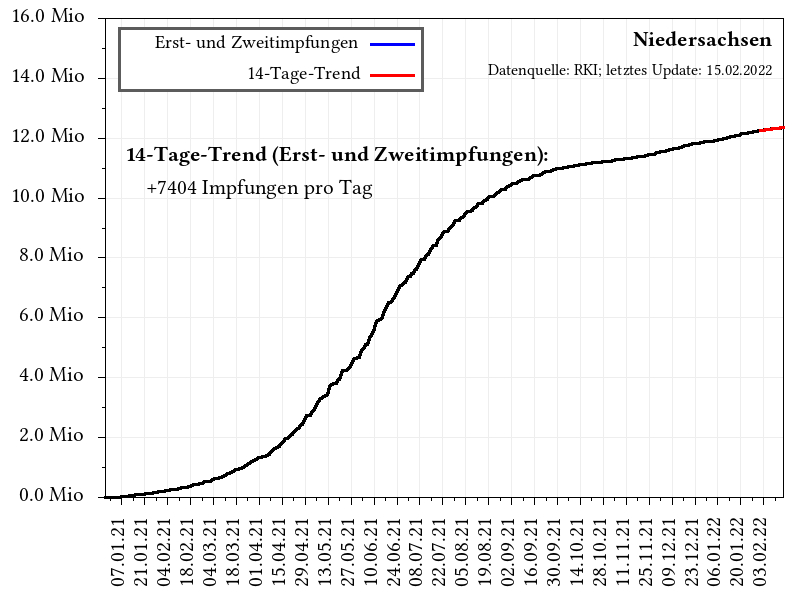 16.0 Mio
14.0 Mio
12.0 Mio
10.0 Mio
8.0 Mio
6.0 Mio
4.0 Mio
2.0 Mio
0.0 Mio
Erst- und Zweitimpfungen
14-Tage-Trend
Niedersachsen
Datenquelle: RKI; letztes Update: 15.02.2022
14-Tage-Trend (Erst- und Zweitimpfungen):
+7404 Impfungen pro Tag
07.01.21
21.01.21
04.02.21
18.02.21
04.03.21
18.03.21
01.04.21
15.04.21
29.04.21
13.05.21
27.05.21
10.06.21
24.06.21
08.07.21
22.07.21
05.08.21
19.08.21
02.09.21
16.09.21
30.09.21
14.10.21
28.10.21
11.11.21
25.11.21
09.12.21
23.12.21
06.01.22
20.01.22
03.02.22